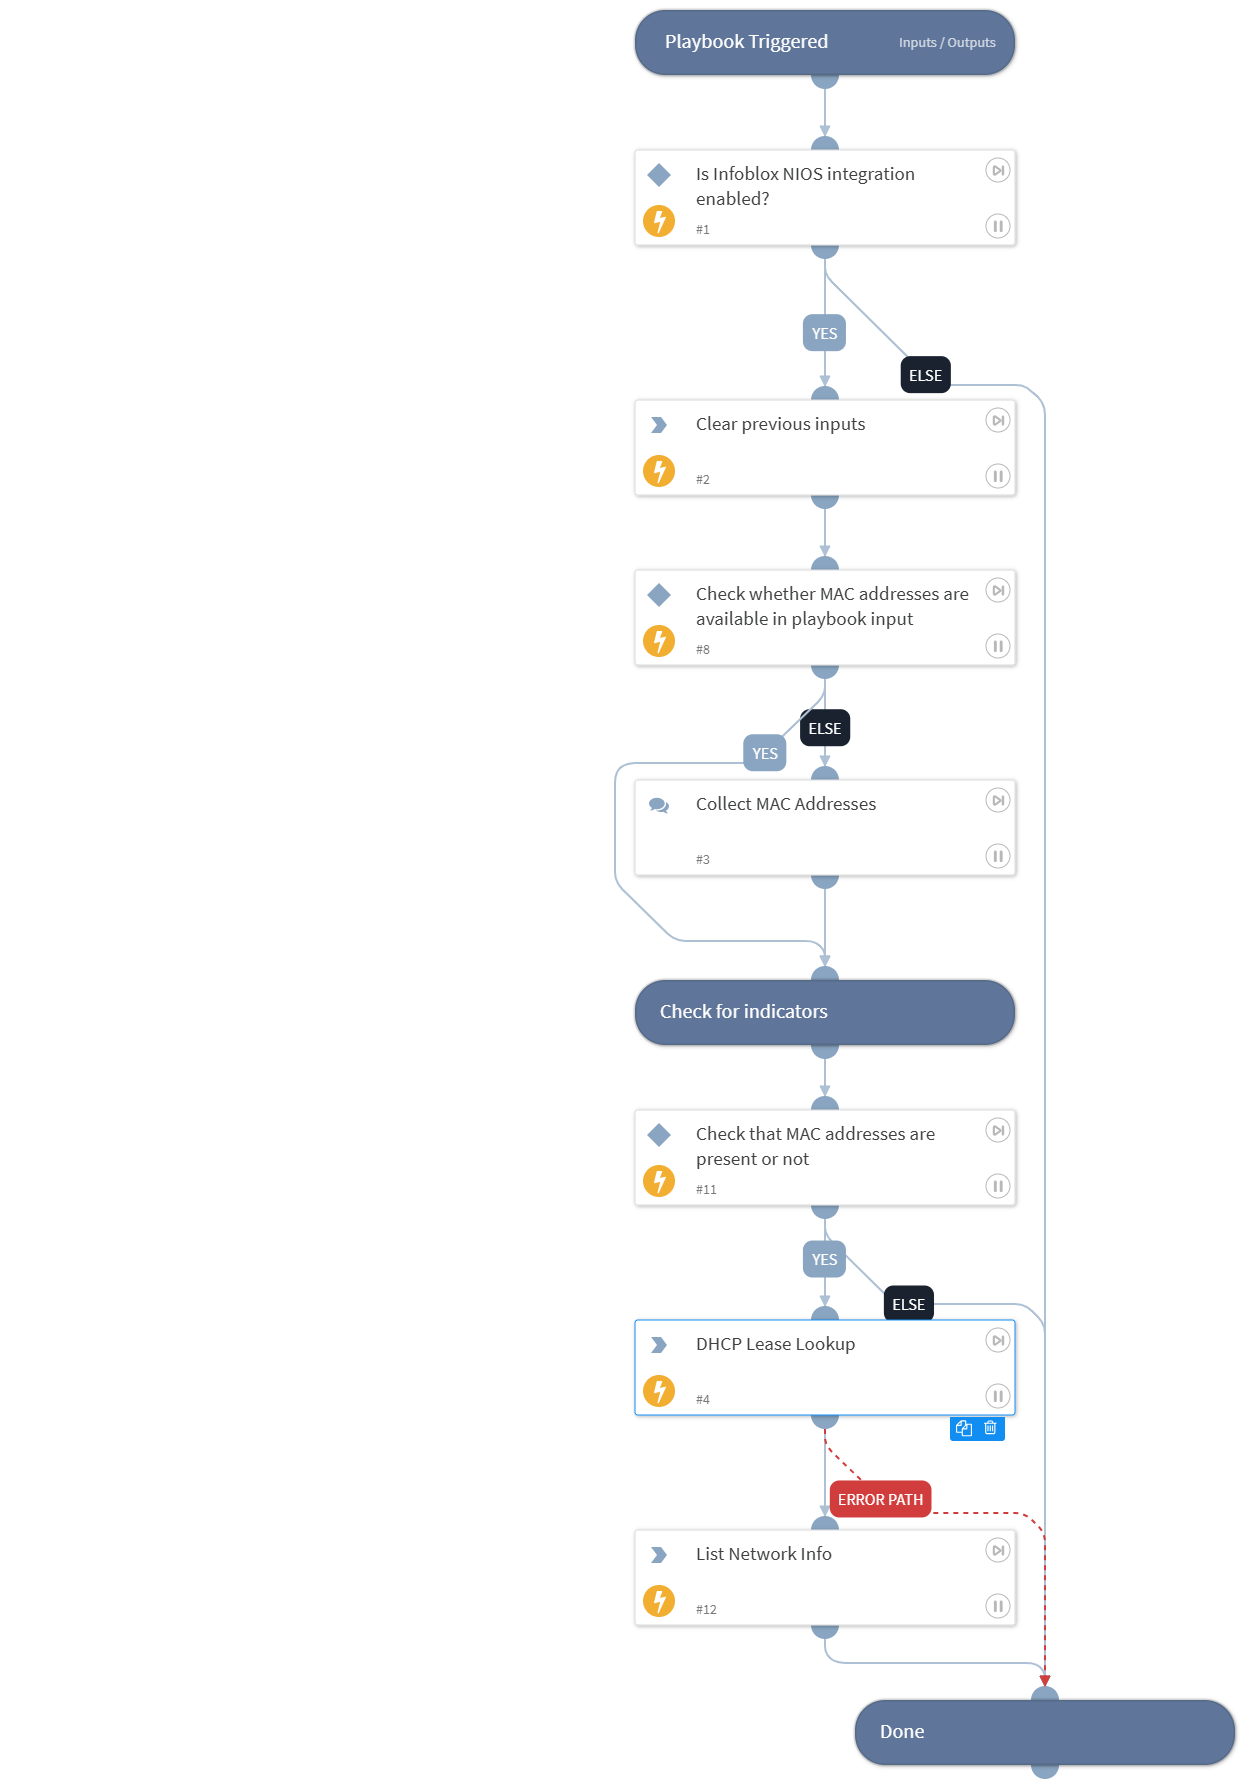 Playbook Triggered
Inputs / Outputs
Is Infoblox NIOS integration
enabled?
#1
YES
ELSE
Clear previous inputs
#2
Check whether MAC addresses are
available in playbook input
#8
ELSE
YES
Collect MAC Addresses
#3
Check for indicators
Check that MAC addresses are
present or not
#11
YES
ELSE
DHCP Lease Lookup
#4
ERROR PATH
List Network Info
#12
Done